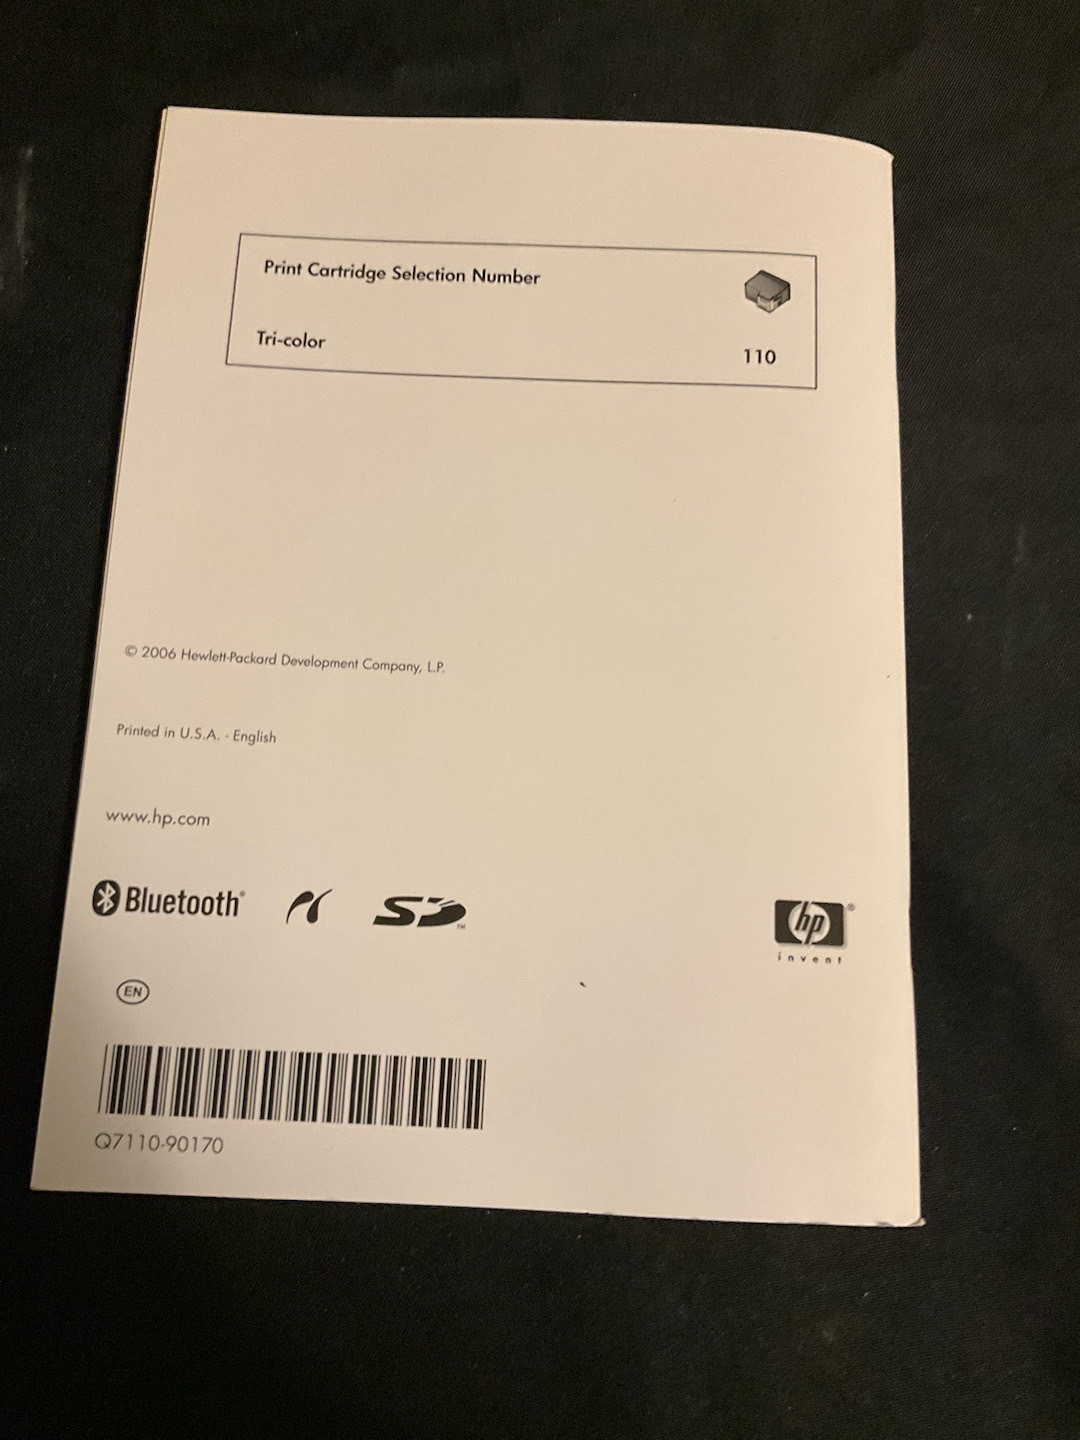 Print Cartridge Selection Number
Tri-color 110
© 2006 Hewlett-Packard Development Company, L.P.
Printed in U.S.A. - English
www.hp.com
Bluetooth® SD™ hp®
invent
EN
Q7110-90170